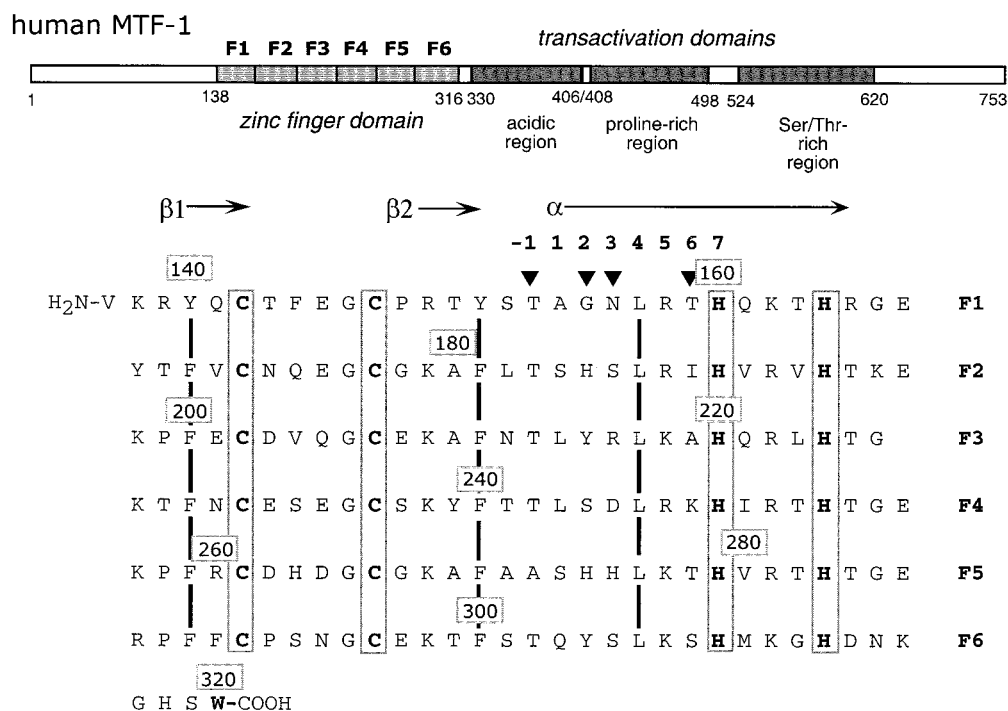 human MTF-1
F1 F2 F3 F4 F5 F6
transactivation domains
1 138 316 330 406/408 498 524 620 753
zinc finger domain
acidic region
proline-rich region
Ser/Thr-rich region
β1 β2 α
-1 1 2 3 4 5 6 7
140 160
H2N-V K R Y Q C T F E G C P R T Y S T A G N L R T H Q K T H R G E F1
180
Y T F V C N Q E G C G K A F L T S H S L R I H V R V H T K E F2
200 220
K P F E C D V Q G C E K A F N T L Y R L K A H Q R L H T G F3
240
K T F N C E S E G C S K Y F T T L S D L R K H I R T H T G E F4
260 280
K P F R C D H D G C G K A F A A S H H L K T H V R T H T G E F5
300
R P F F C P S N G C E K T F S T Q Y S L K S H M K G H D N K F6
320
G H S W-COOH